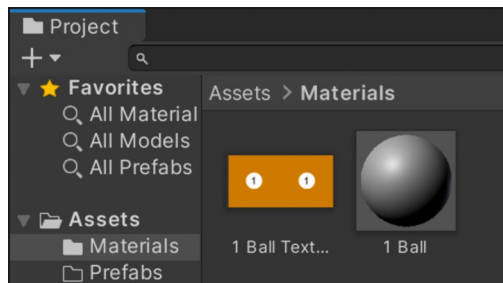 Project
Favorites
All Material
All Models
All Prefabs
Assets
Materials
Prefabs
Assets > Materials
1 1
1 Ball Text...
1 Ball